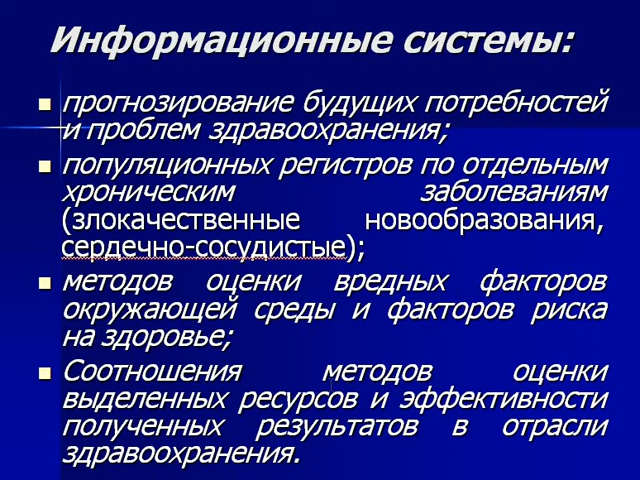 Информационные системы:
прогнозирование будущих потребностей
и проблем здравоохранения;
популяционных регистров по отдельным
хроническим заболеваниям
(злокачественные новообразования,
сердечно-сосудистые);
методов оценки вредных факторов
окружающей среды и факторов риска
на здоровье;
Соотношения методов оценки
выделенных ресурсов и эффективности
полученных результатов в отрасли
здравоохранения.